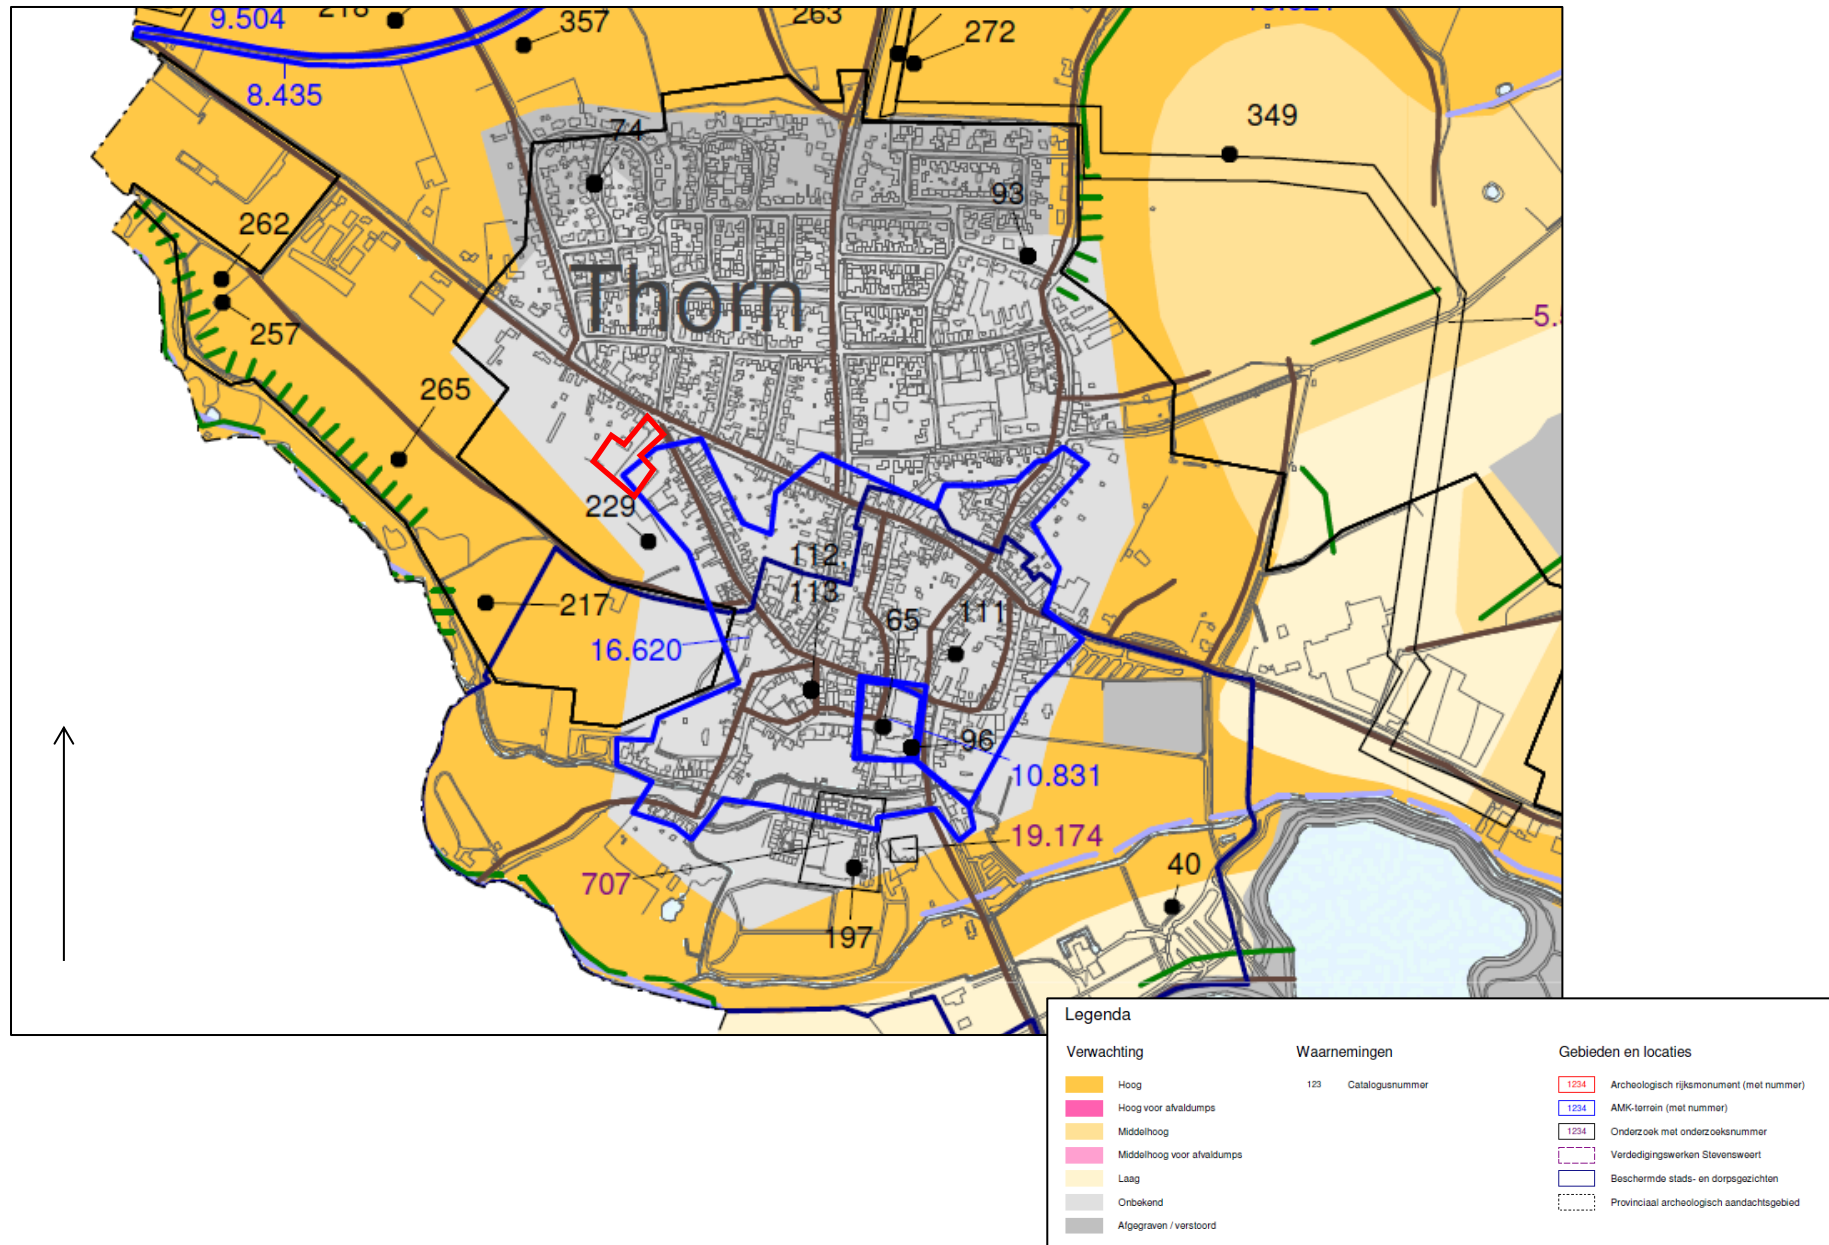 9.504
218
357
263
272
8.435
349
74
93
262
257
Thorn
265
229
112
113
217
65
111
16.620
96
10.831
19.174
707
40
197
Legenda
Verwachting
Waarnemingen
Gebieden en locaties
Hoog
123 Catalogusnummer
1234 Archeologisch rijksmonument (met nummer)
Hoog voor afvaldumps
1234 AMK-terrein (met nummer)
Middelhoog
1234 Onderzoek met onderzoeksnummer
Middelhoog voor afvaldumps
Verdedigingswerken Stevensweert
Laag
Beschermde stads- en dorpsgezichten
Onbekend
Provinciaal archeologisch aandachtsgebied
Afgegraven / verstoord